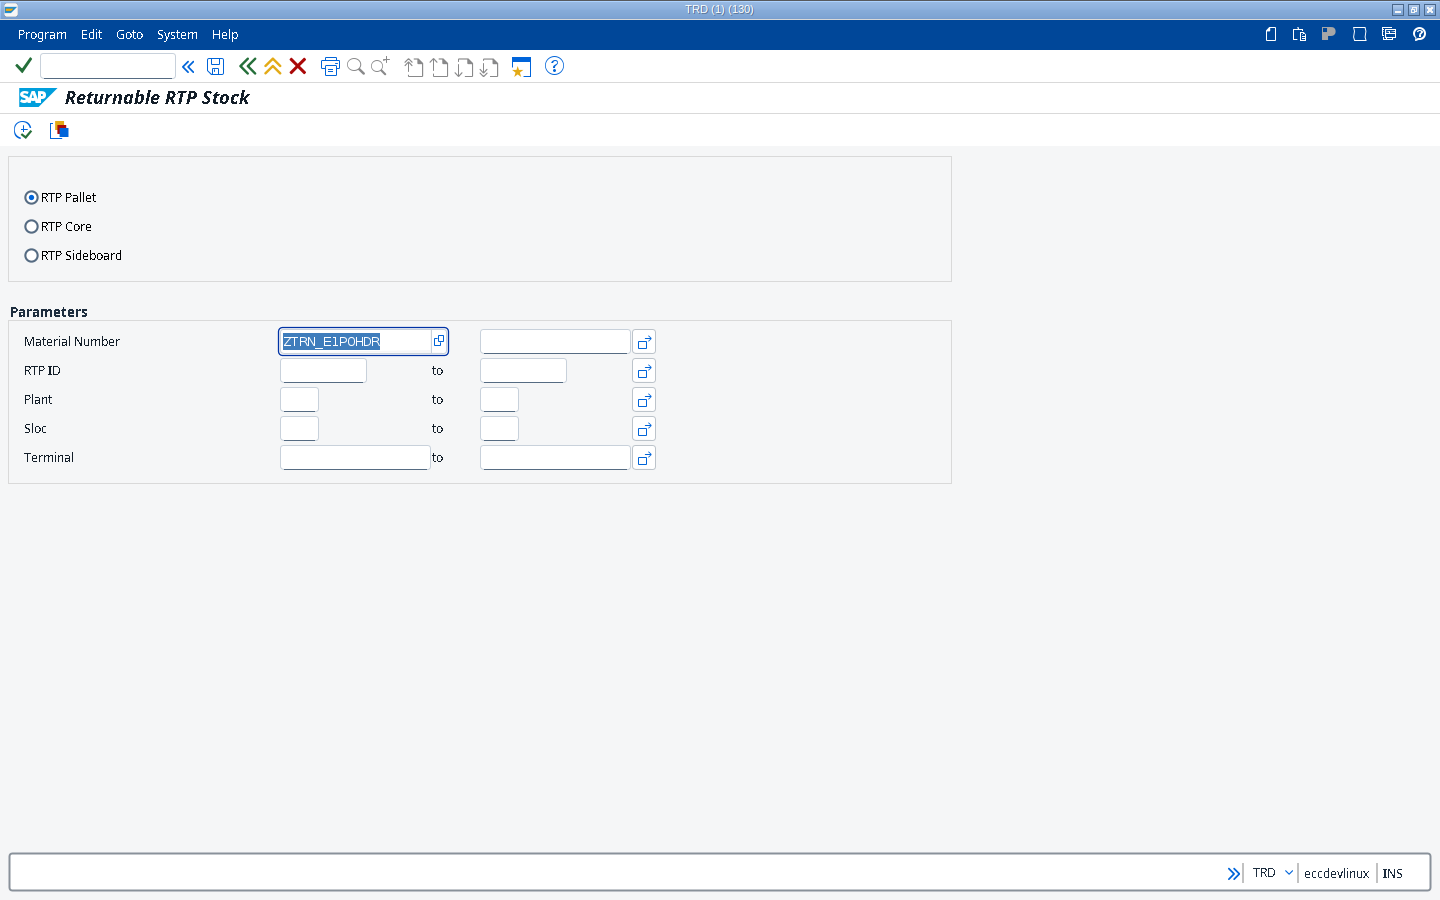 TRD (1) (130)
Program Edit Goto System Help
SAP Returnable RTP Stock
RTP Pallet
RTP Core
RTP Sideboard
Parameters
Material Number ZTRN_E1POHDR
RTP ID to
Plant to
Sloc to
Terminal to
TRD eccdevlinux INS